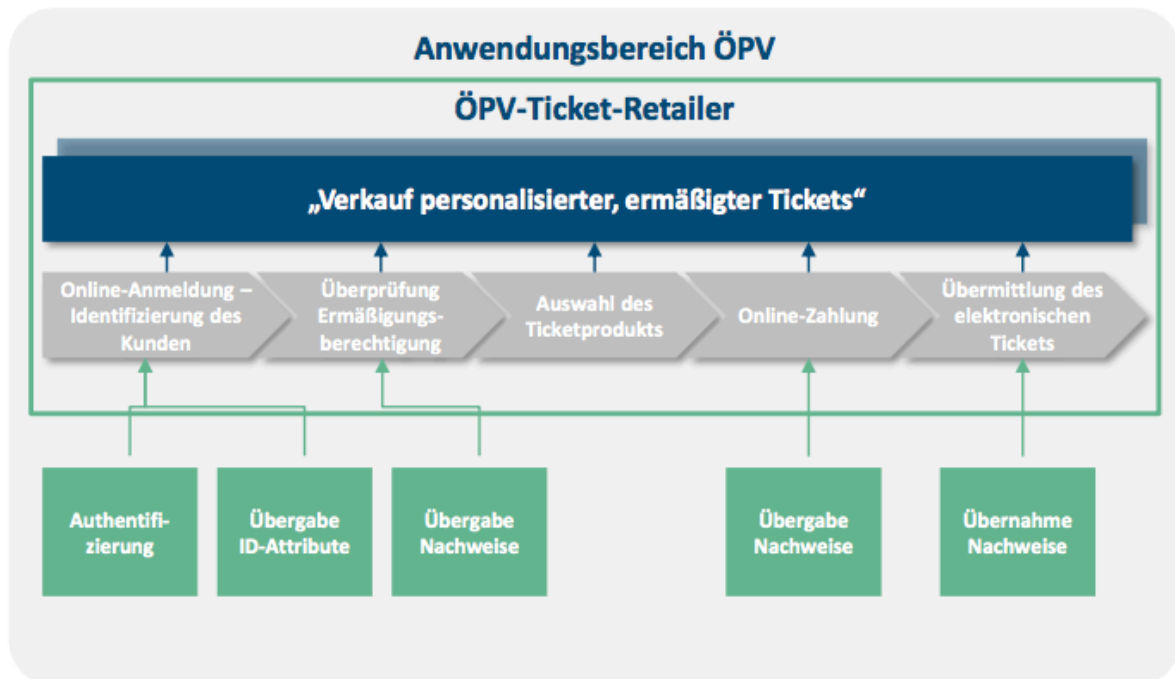 Anwendungsbereich ÖPV
ÖPV-Ticket-Retailer
„Verkauf personalisierter, ermäßigter Tickets“
Online-Anmeldung –
Identifizierung des
Kunden
Überprüfung
Ermäßigungs-
berechtigung
Auswahl des
Ticketprodukts
Online-Zahlung
Übermittlung des
elektronischen
Tickets
Authentifi-
zierung
Übergabe
ID-Attribute
Übergabe
Nachweise
Übergabe
Nachweise
Übernahme
Nachweise